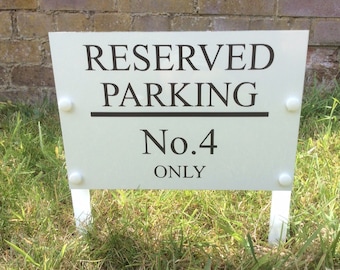 RESERVED
PARKING
No.4
ONLY